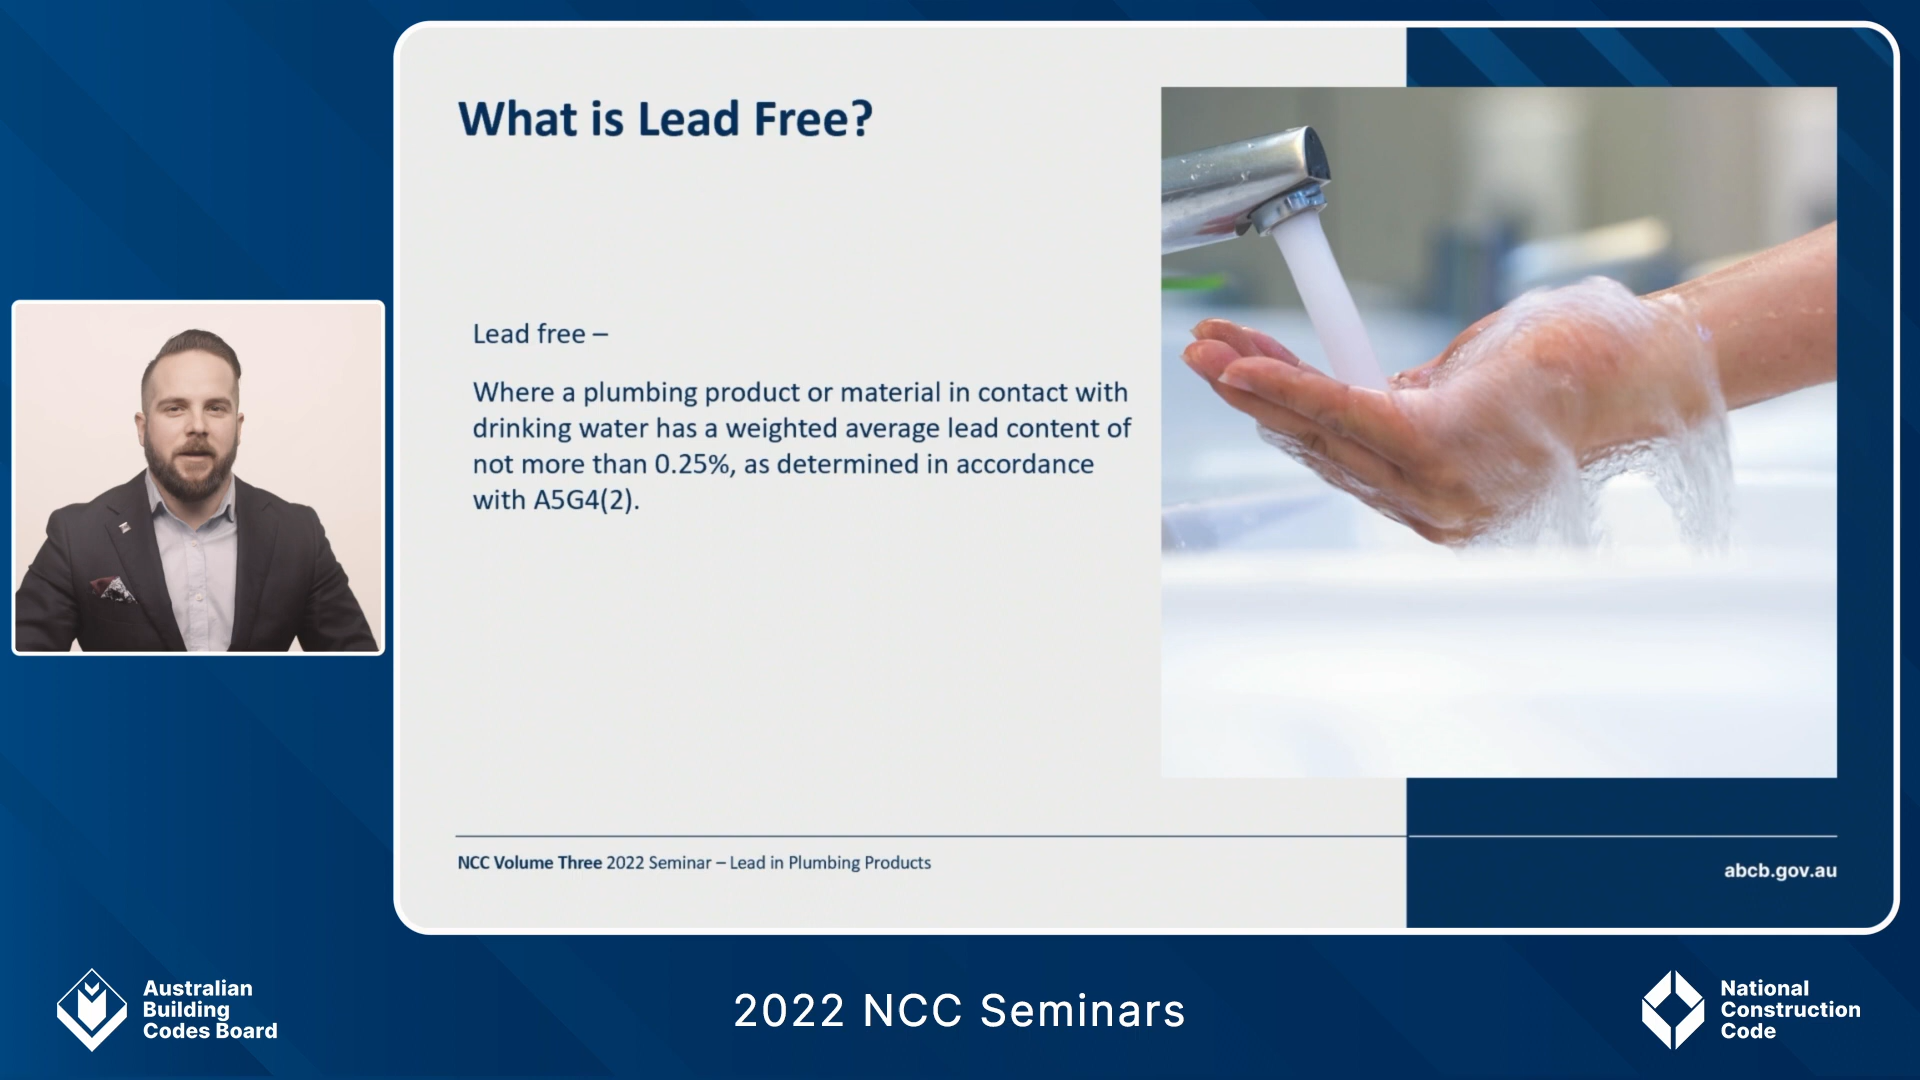 What is Lead Free?
Lead free –
Where a plumbing product or material in contact with
drinking water has a weighted average lead content of
not more than 0.25%, as determined in accordance
with A5G4(2).
NCC Volume Three 2022 Seminar – Lead in Plumbing Products
abcb.gov.au
Australian
Building
Codes Board
2022 NCC Seminars
National
Construction
Code